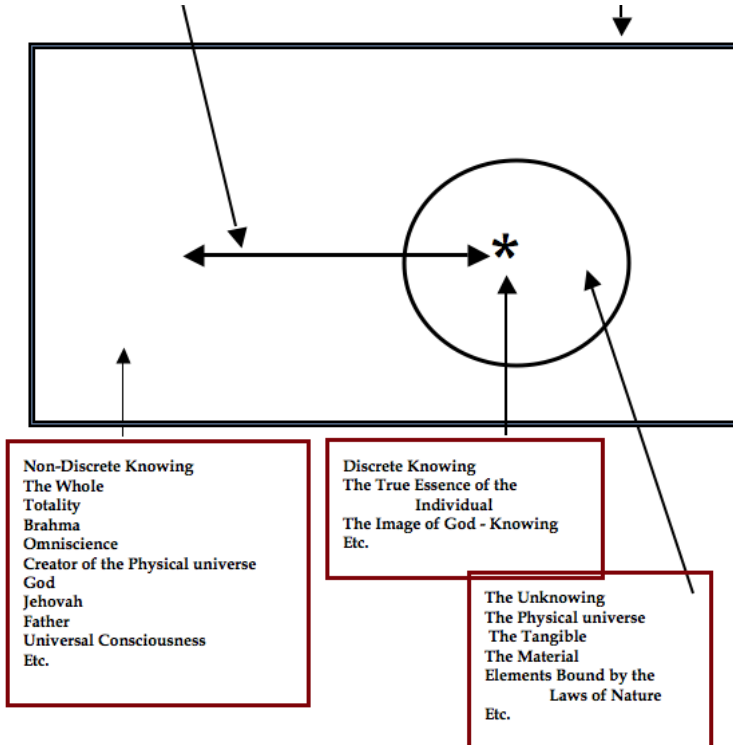 *
Non-Discrete Knowing
The Whole
Totality
Brahma
Omniscience
Creator of the Physical universe
God
Jehovah
Father
Universal Consciousness
Etc.
Discrete Knowing
The True Essence of the
Individual
The Image of God - Knowing
Etc.
The Unknowing
The Physical universe
The Tangible
The Material
Elements Bound by the
Laws of Nature
Etc.